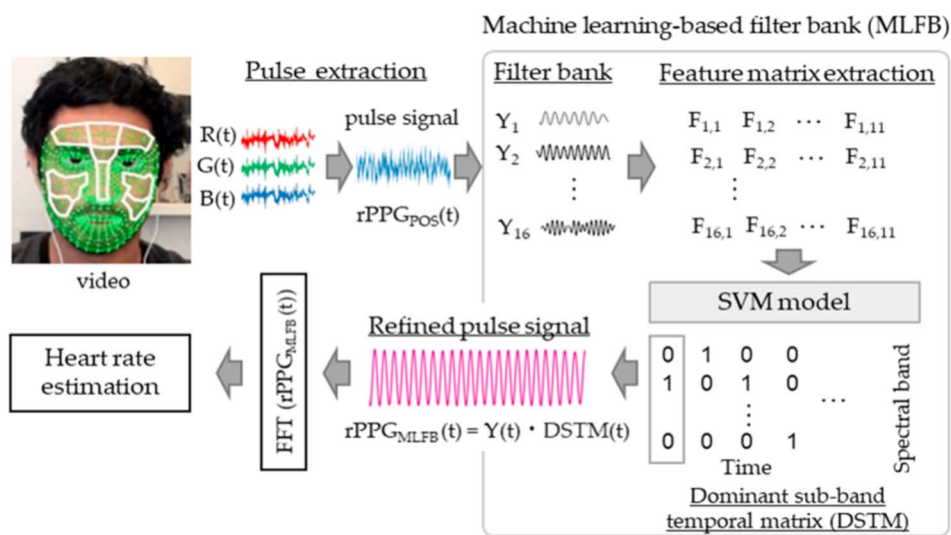 Machine learning-based filter bank (MLFB)
Pulse extraction
Filter bank
Feature matrix extraction
R(t)
G(t)
B(t)
pulse signal
rPPG_POS(t)
Y₁
Y₂
⋮
Y₁₆
F₁,₁ F₁,₂ ⋯ F₁,₁₁
F₂,₁ F₂,₂ ⋯ F₂,₁₁
⋮
F₁₆,₁ F₁₆,₂ ⋯ F₁₆,₁₁
video
SVM model
Heart rate
estimation
FFT (rPPG_MLFB(t))
Refined pulse signal
rPPG_MLFB(t) = Y(t) · DSTM(t)
0 1 0 0
1 0 1 0 ⋯
⋮
0 0 0 1
Spectral band
Time
Dominant sub-band
temporal matrix (DSTM)